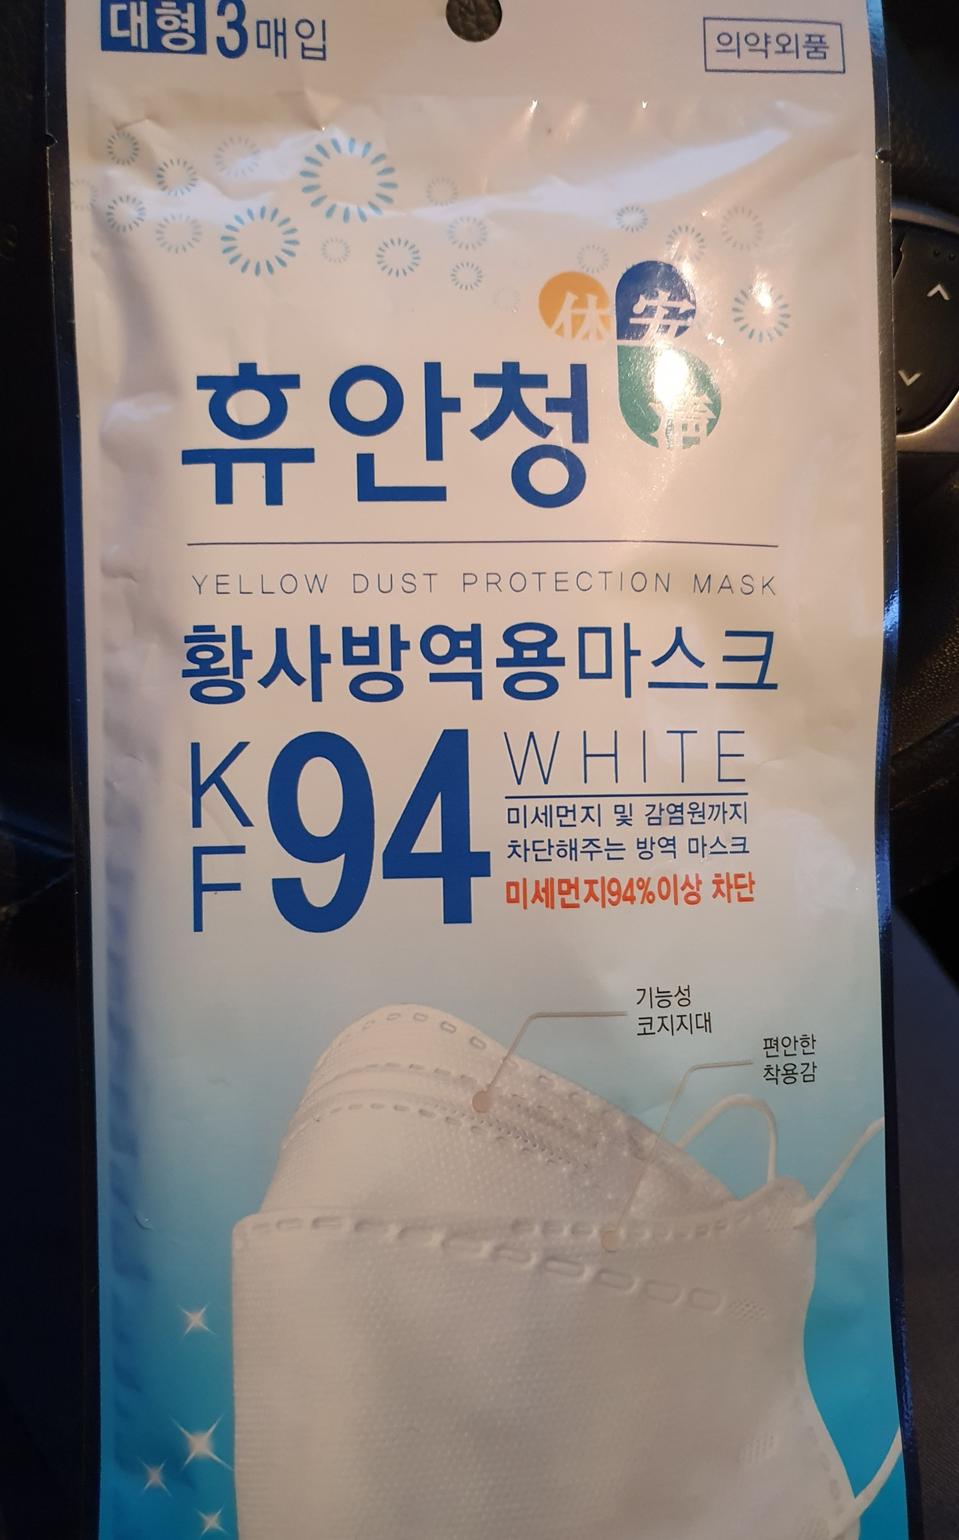 대형 3매입
의약외품
休 安
淸
휴안청
YELLOW DUST PROTECTION MASK
황사방역용마스크
KF94
WHITE
미세먼지 및 감염원까지
차단해주는 방역 마스크
미세먼지94%이상 차단
기능성
코지지대
편안한
착용감